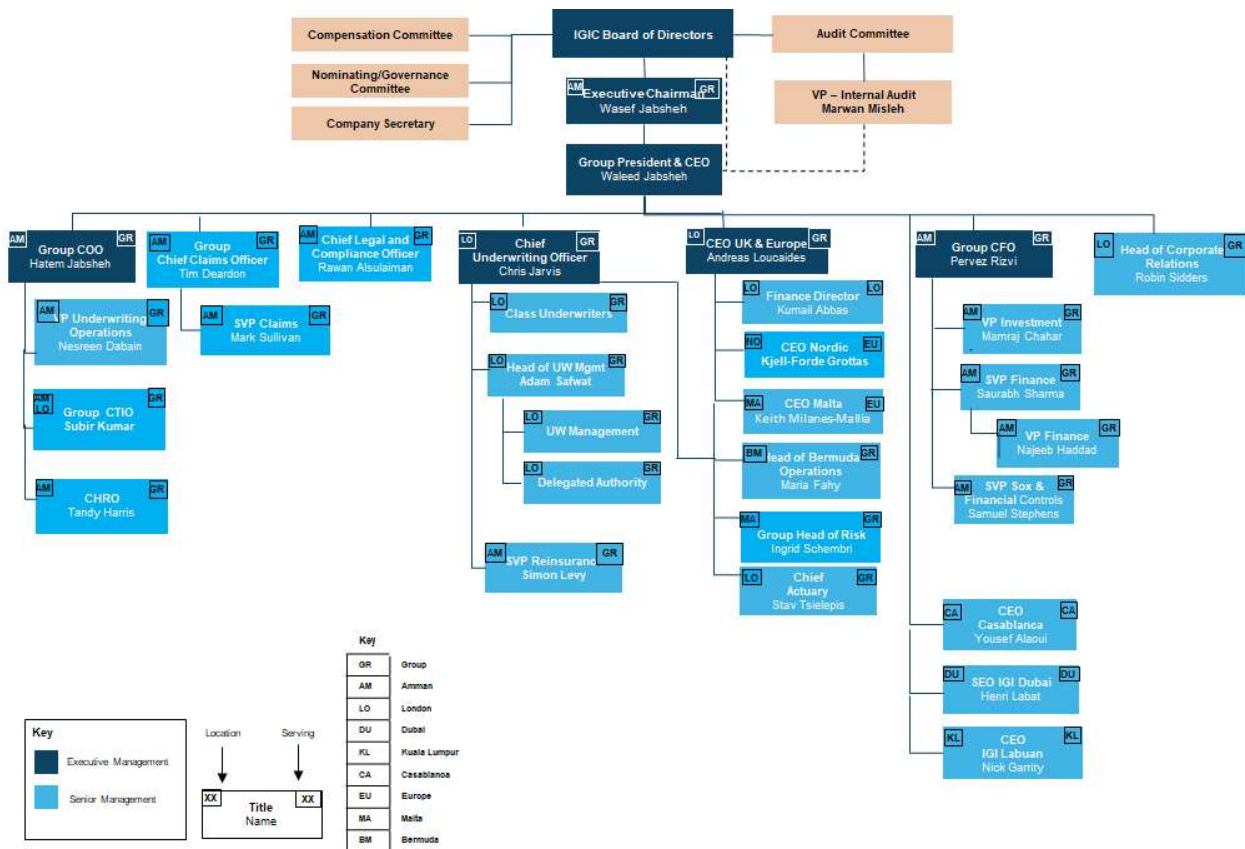 Compensation Committee
IGIC Board of Directors
Audit Committee
Nominating/Governance
Committee
AM
GR
Executive Chairman
Wasef Jabsheh
VP – Internal Audit
Marwan Misleh
Company Secretary
Group President & CEO
Waleed Jabsheh
AM
GR
Group COO
Hatem Jabsheh
AM
GR
Group
Chief Claims Officer
Tim Deardon
AM
GR
Chief Legal and
Compliance Officer
Rawan Alsulaiman
LO
GR
Chief
Underwriting Officer
Chris Jarvis
LO
GR
CEO UK & Europe
Andreas Loucaides
AM
GR
Group CFO
Pervez Rizvi
LO
GR
Head of Corporate
Relations
Robin Sidders
AM
GR
VP Underwriting
Operations
Nesreen Dabain
AM
GR
SVP Claims
Mark Sullivan
AM
LO
GR
Group CTIO
Subir Kumar
AM
GR
CHRO
Tandy Harris
LO
GR
Class Underwriters
LO
GR
Head of UW Mgmt
Adam Safwat
LO
GR
UW Management
LO
GR
Delegated Authority
AM
GR
SVP Reinsurance
Simon Levy
LO
LO
Finance Director
Kumail Abbas
NO
EU
CEO Nordic
Kjell-Forde Grottas
MA
EU
CEO Malta
Keith Milanes-Mallia
BM
GR
Head of Bermuda
Operations
Maria Fahy
MA
GR
Group Head of Risk
Ingrid Schembri
LO
GR
Chief
Actuary
Stav Tsielepis
AM
GR
VP Investment
Mamraj Chahar
AM
GR
SVP Finance
Saurabh Sharma
AM
GR
VP Finance
Najeeb Haddad
AM
GR
SVP Sox &
Financial Controls
Samuel Stephens
CA
CA
CEO
Casablanca
Yousef Alaoui
DU
DU
SEO IGI Dubai
Henri Labat
KL
KL
CEO
IGI Labuan
Nick Garrity
Key
Executive Management
Senior Management
Location
Serving
XX
XX
Title
Name
Key
GR Group
AM Amman
LO London
DU Dubai
KL Kuala Lumpur
CA Casablanca
EU Europe
MA Malta
BM Bermuda